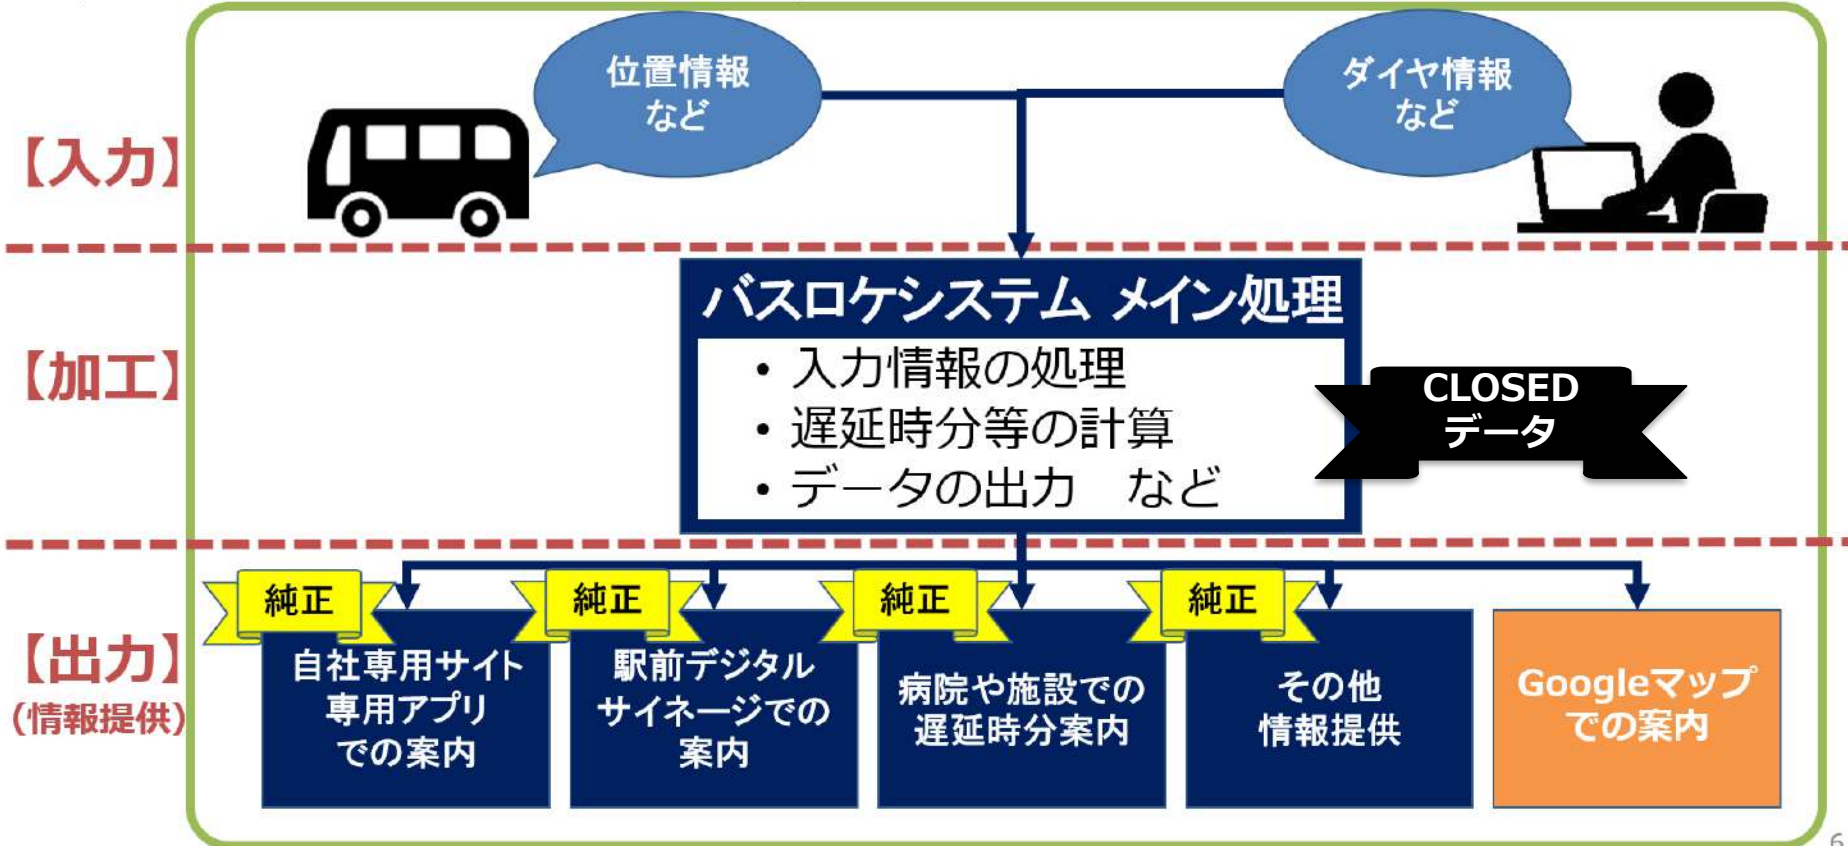 位置情報
など
ダイヤ情報
など
【入力】
バスロケシステム メイン処理
・入力情報の処理
・遅延時分等の計算
・データの出力　など
【加工】
CLOSED
データ
純正
純正
純正
純正
【出力】
(情報提供)
自社専用サイト
専用アプリ
での案内
駅前デジタル
サイネージでの
案内
病院や施設での
遅延時分案内
その他
情報提供
Googleマップ
での案内
6